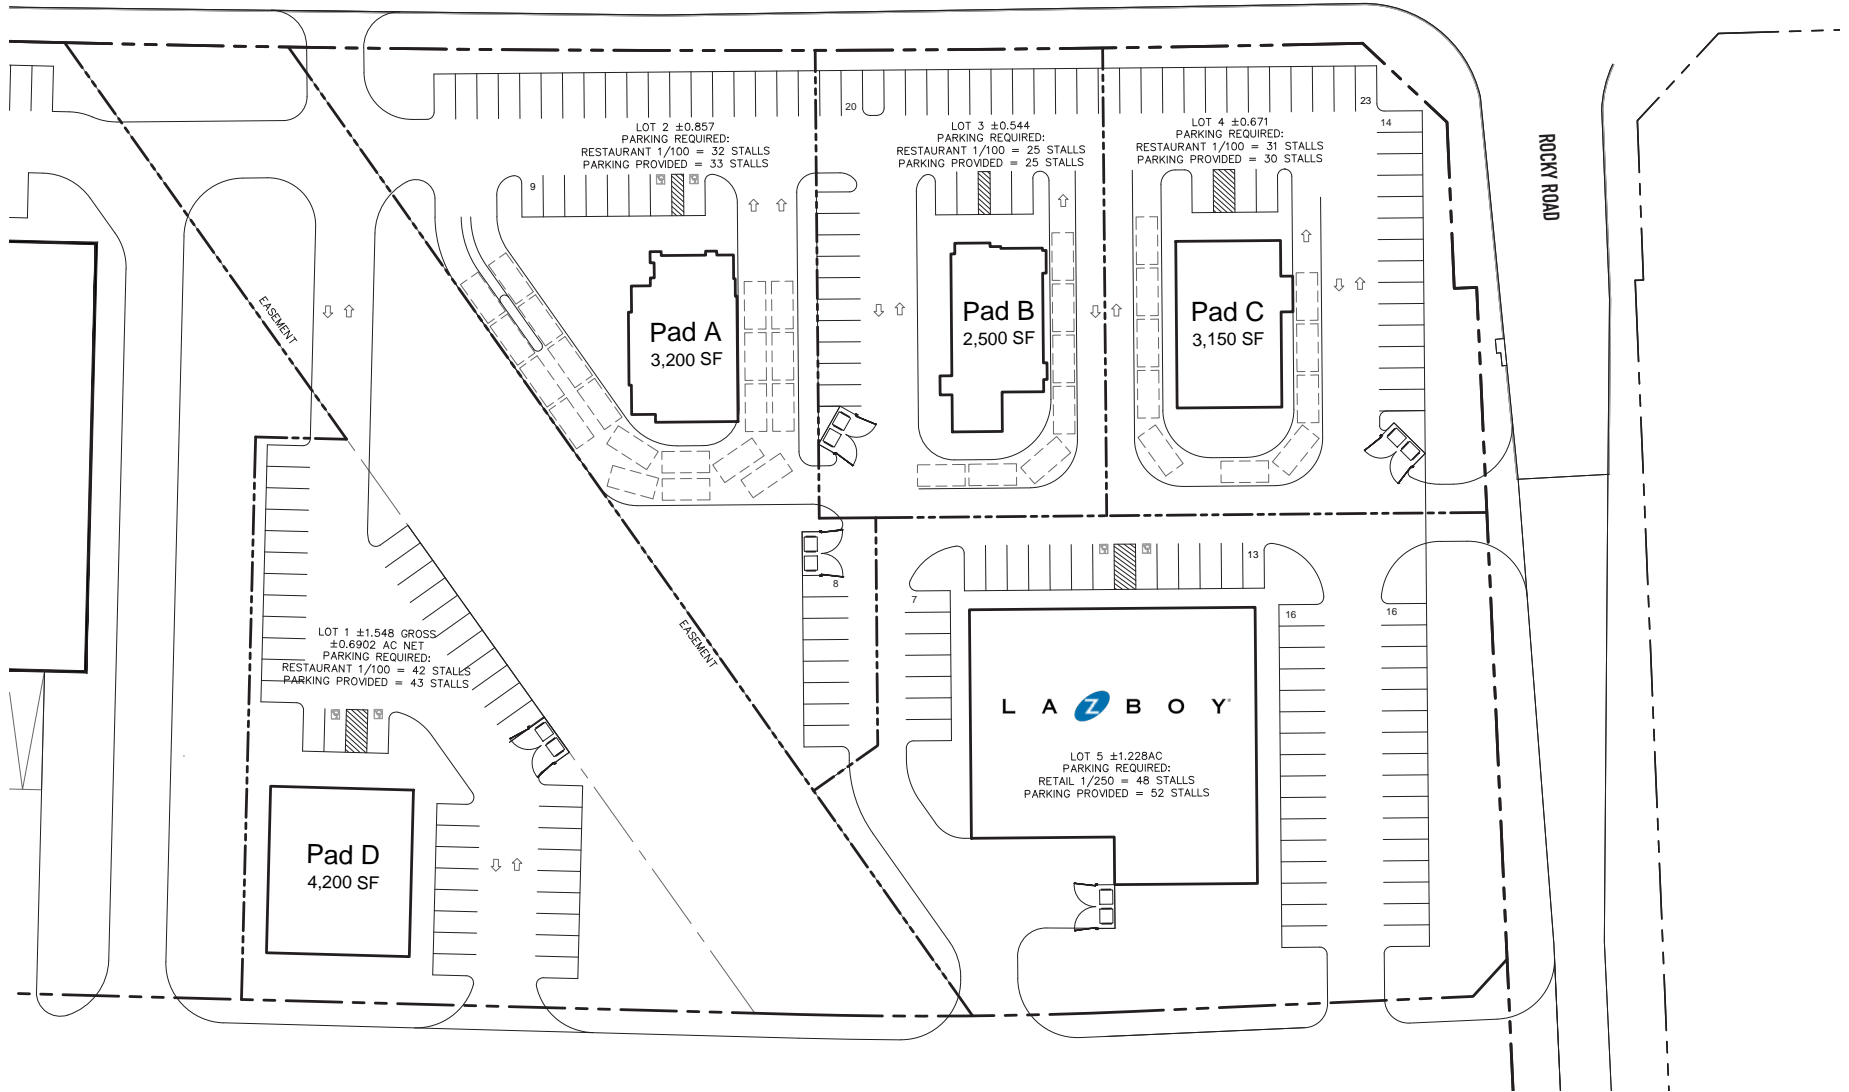 20
23
14
LOT 2 ±0.857
PARKING REQUIRED:
RESTAURANT 1/100 = 32 STALLS
PARKING PROVIDED = 33 STALLS
LOT 3 ±0.544
PARKING REQUIRED:
RESTAURANT 1/100 = 25 STALLS
PARKING PROVIDED = 25 STALLS
LOT 4 ±0.671
PARKING REQUIRED:
RESTAURANT 1/100 = 31 STALLS
PARKING PROVIDED = 30 STALLS
ROCKY ROAD
9
EASEMENT
Pad A
3,200 SF
Pad B
2,500 SF
Pad C
3,150 SF
13
8
7
16
16
LOT 1 ±1.548 GROSS
±0.6902 AC NET
PARKING REQUIRED:
RESTAURANT 1/100 = 42 STALLS
PARKING PROVIDED = 43 STALLS
EASEMENT
LA Z BOY
LOT 5 ±1.228AC
PARKING REQUIRED:
RETAIL 1/250 = 48 STALLS
PARKING PROVIDED = 52 STALLS
Pad D
4,200 SF